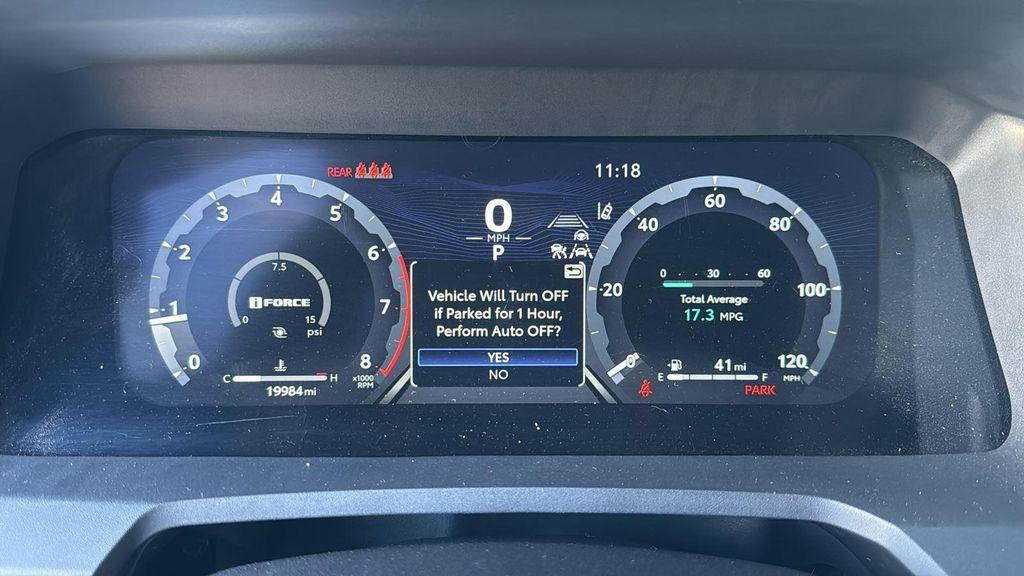 REAR
11:18
0
MPH
P
Vehicle Will Turn OFF
if Parked for 1 Hour,
Perform Auto OFF?
YES
NO
.0
1
2
3
4
5
6
7
8
x1000
RPM
7.5
iFORCE
0 15
psi
C H
19984 mi
0
20
40
60
80
100
120
MPH
0 30 60
Total Average
17.3 MPG
41 mi
E F
PARK